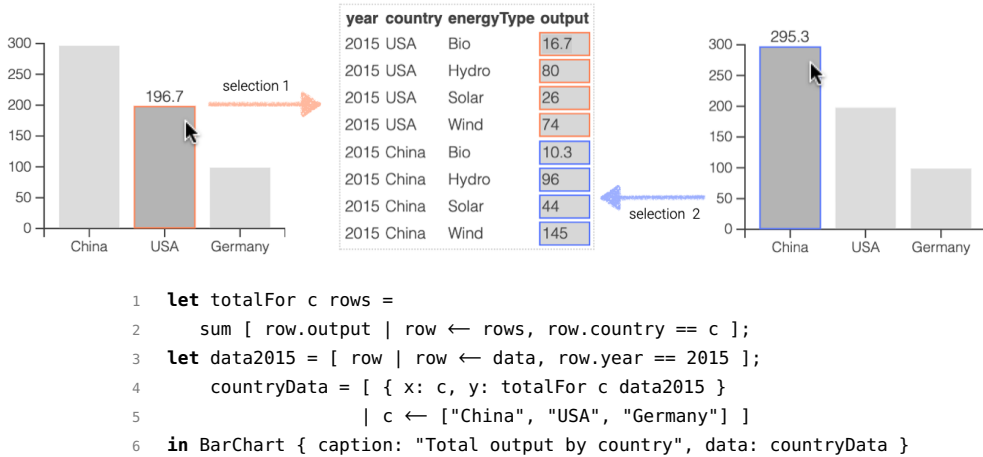 300
250
200
150
100
50
0
196.7
China USA Germany
selection 1
year country energyType output
2015 USA Bio 16.7
2015 USA Hydro 80
2015 USA Solar 26
2015 USA Wind 74
2015 China Bio 10.3
2015 China Hydro 96
2015 China Solar 44
2015 China Wind 145
selection 2
295.3
300
250
200
150
100
50
0
China USA Germany
1 let totalFor c rows =
2 sum [ row.output | row ← rows, row.country == c ];
3 let data2015 = [ row | row ← data, row.year == 2015 ];
4 countryData = [ { x: c, y: totalFor c data2015 }
5 | c ← ["China", "USA", "Germany"] ]
6 in BarChart { caption: "Total output by country", data: countryData }